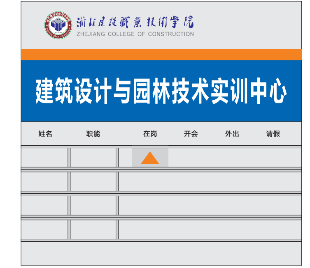 浙江建设职业技术学院
ZHEJIANG COLLEGE OF CONSTRUCTION
建筑设计与园林技术实训中心
姓名 职能 在岗 开会 外出 请假